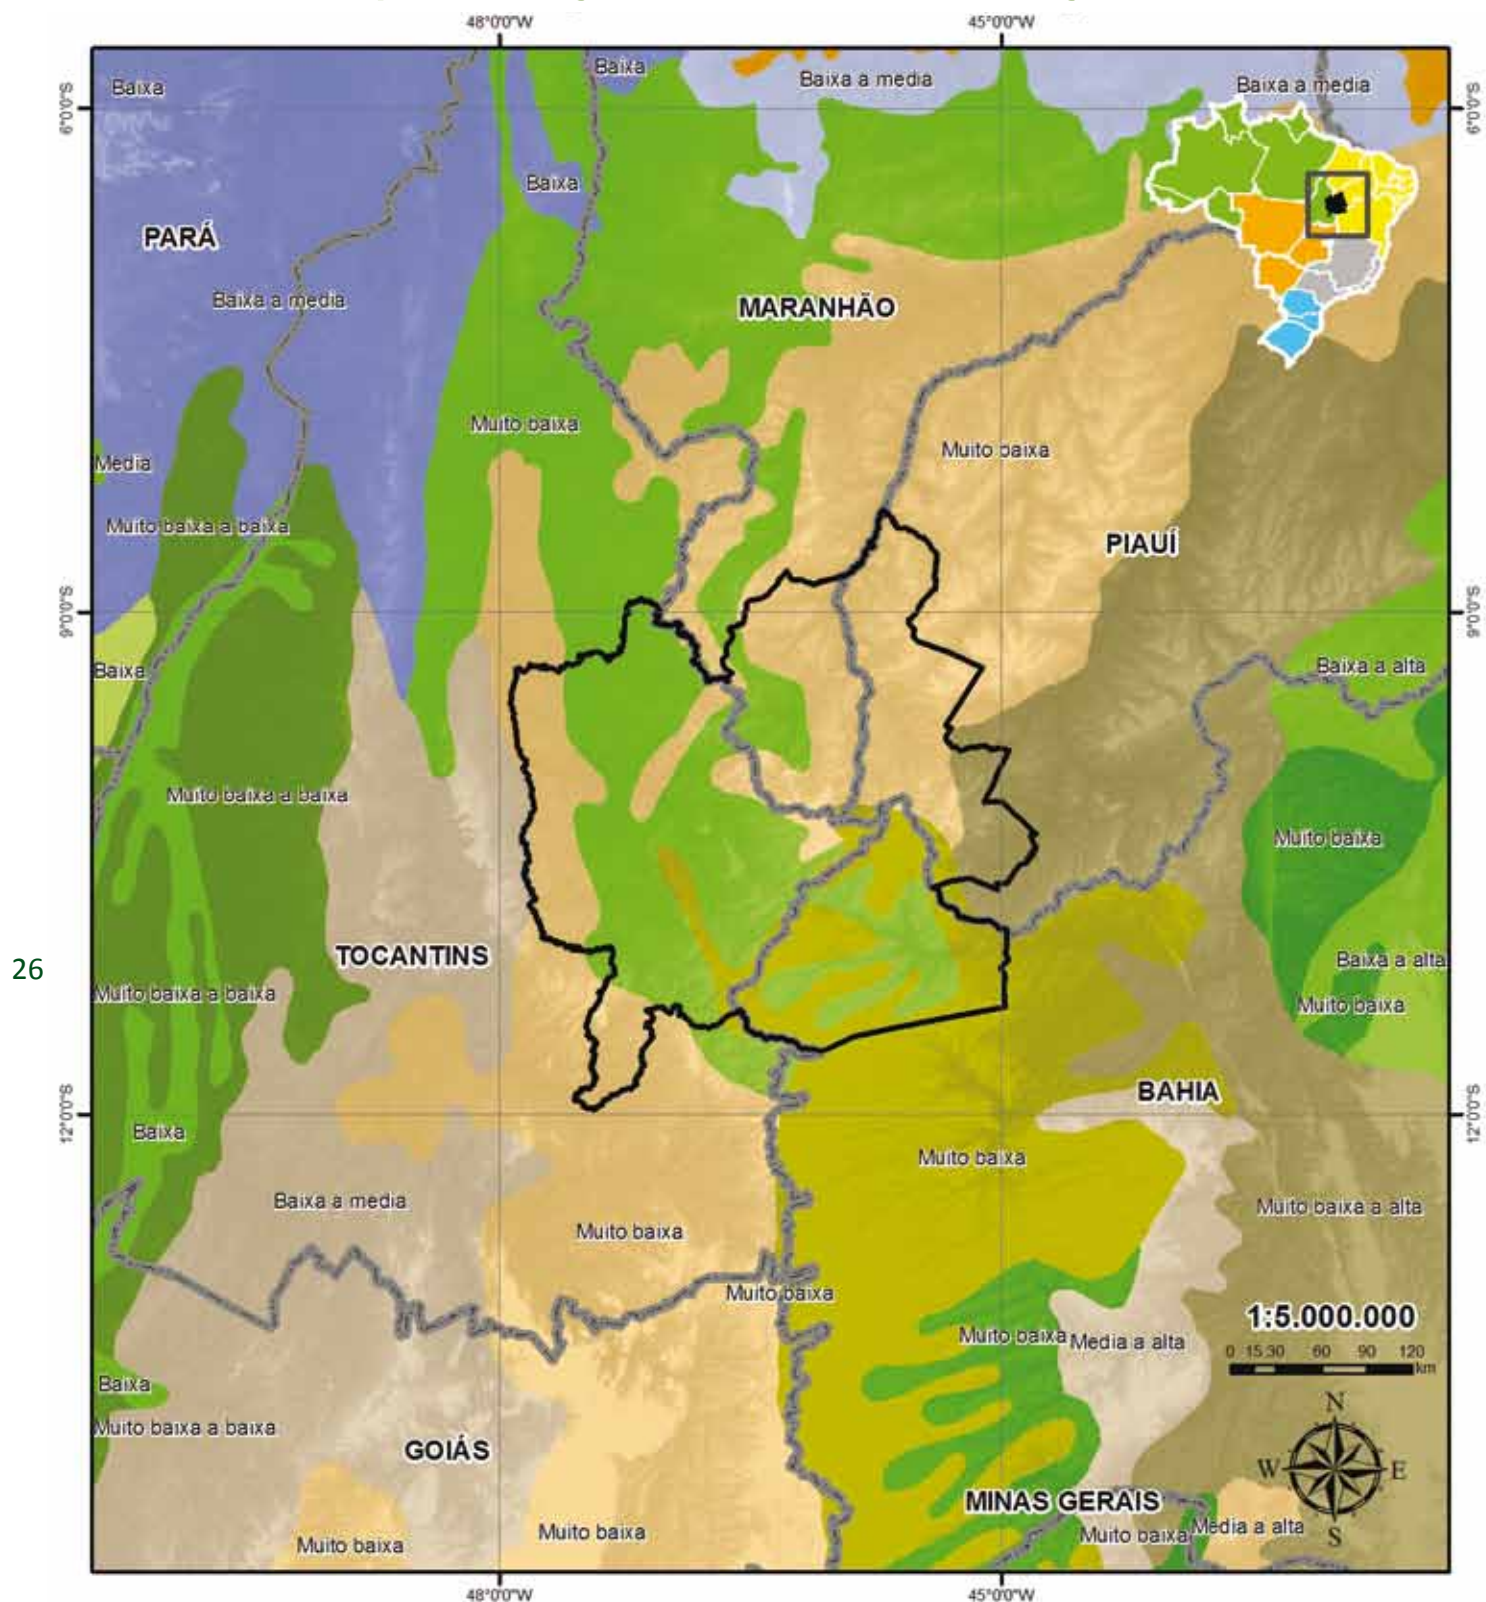 48°0'0"W
45°0'0"W
Baixa
Baixa
Baixa a media
Baixa a media
6°0'0"S
6°0'0"S
Baixa
PARÁ
Baixa a media
MARANHÃO
Muito baixa
Muito baixa
Media
Muito baixa a baixa
PIAUÍ
9°0'0"S
9°0'0"S
Baixa
Baixa a alta
Muito baixa a baixa
Muito baixa
TOCANTINS
Baixa a alta
26
Muito baixa a baixa
Muito baixa
BAHIA
12°0'0"S
12°0'0"S
Baixa
Muito baixa
Baixa a media
Muito baixa a alta
Muito baixa
Muito baixa
1:5.000.000
Muito baixa
Media a alta
0 15 30 60 90 120
km
Baixa
N
Muito baixa a baixa
GOIÁS
W
E
MINAS GERAIS
Muito baixa
Muito baixa
Muito baixa
Media a alta
S
48°0'0"W
45°0'0"W